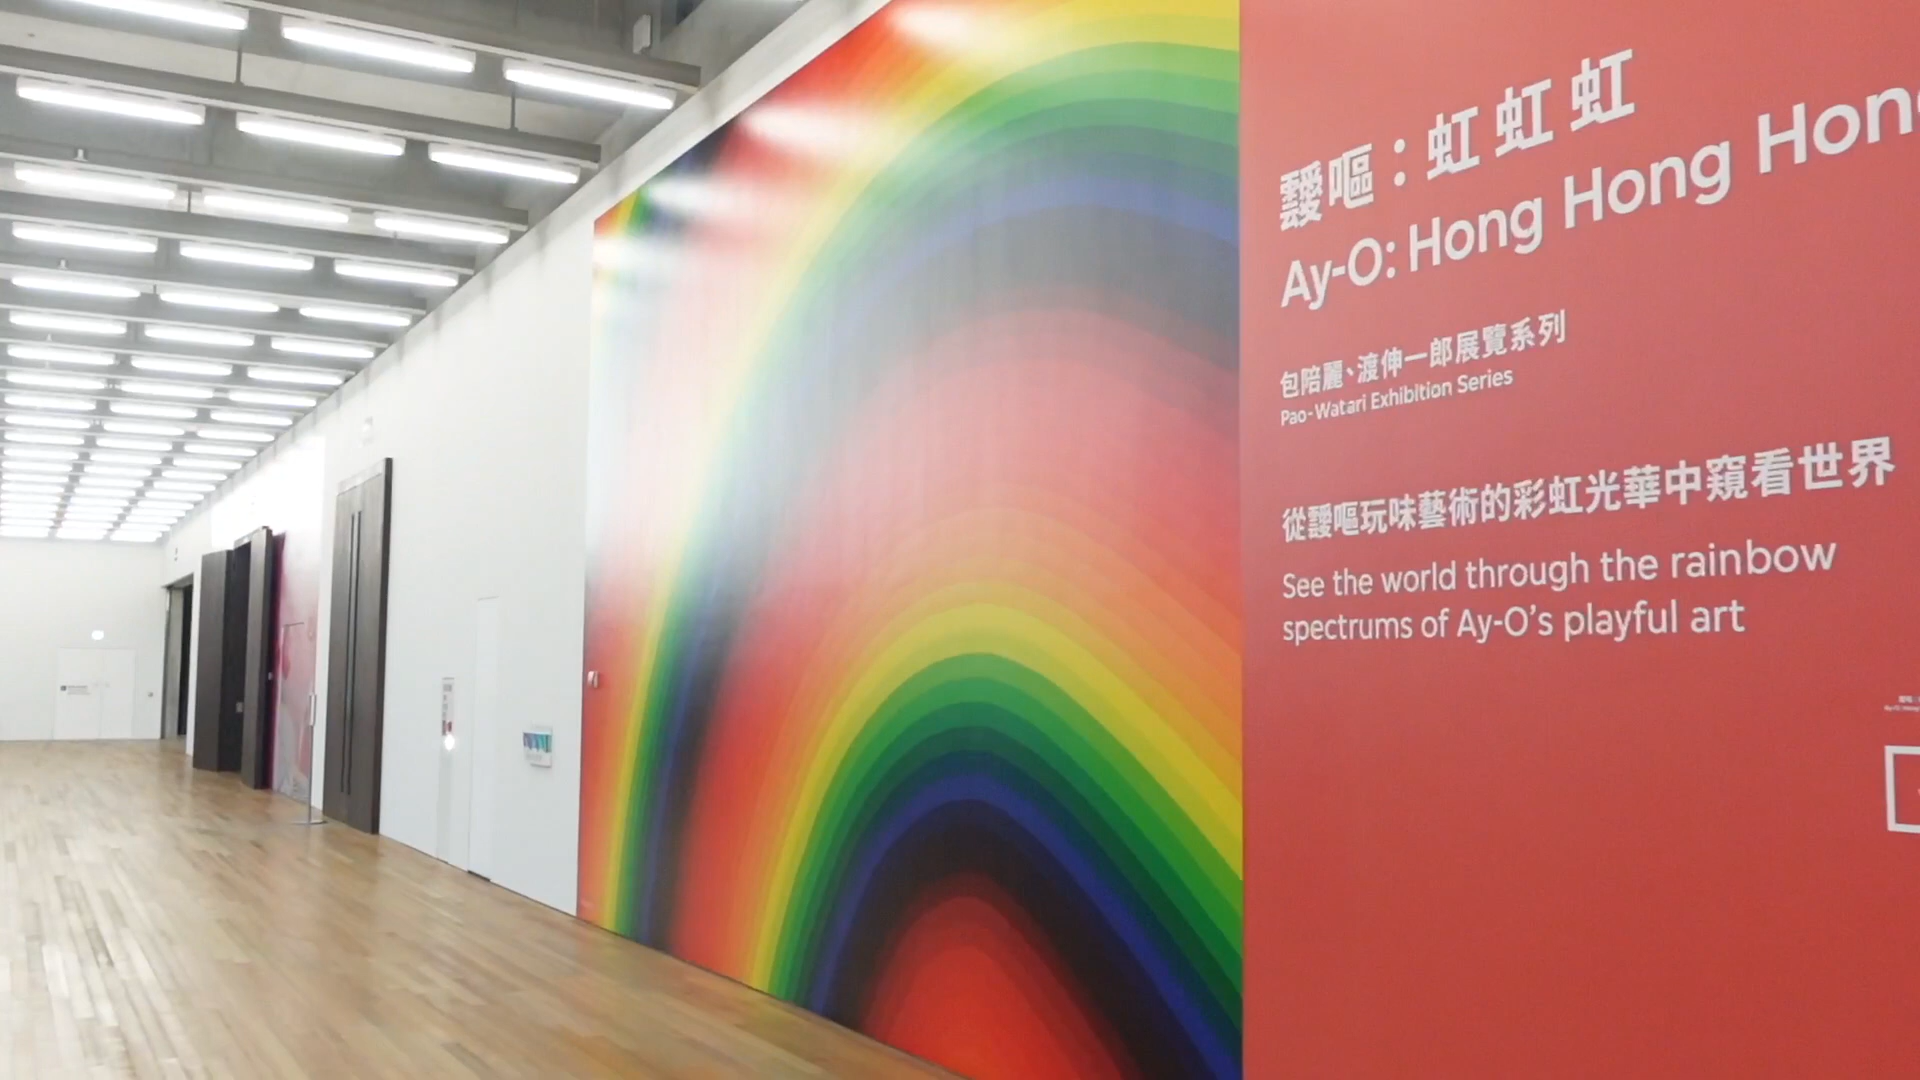 靉嘔：虹 虹 虹
Ay-O: Hong Hong Hon
包陪麗、渡伸一郎展覽系列
Pao-Watari Exhibition Series
從靉嘔玩味藝術的彩虹光華中窺看世界
See the world through the rainbow
spectrums of Ay-O’s playful art